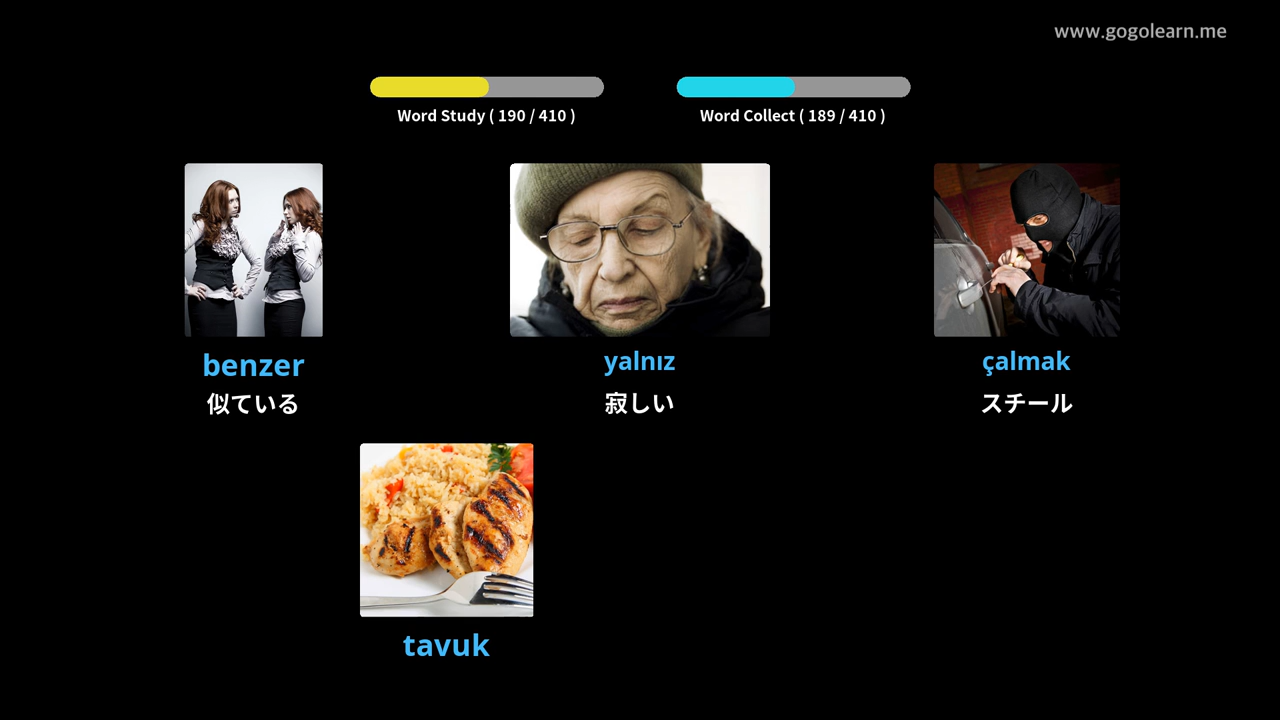 www.gogolearn.me
Word Study ( 190 / 410 )
Word Collect ( 189 / 410 )
benzer
似ている
yalnız
寂しい
çalmak
スチール
tavuk